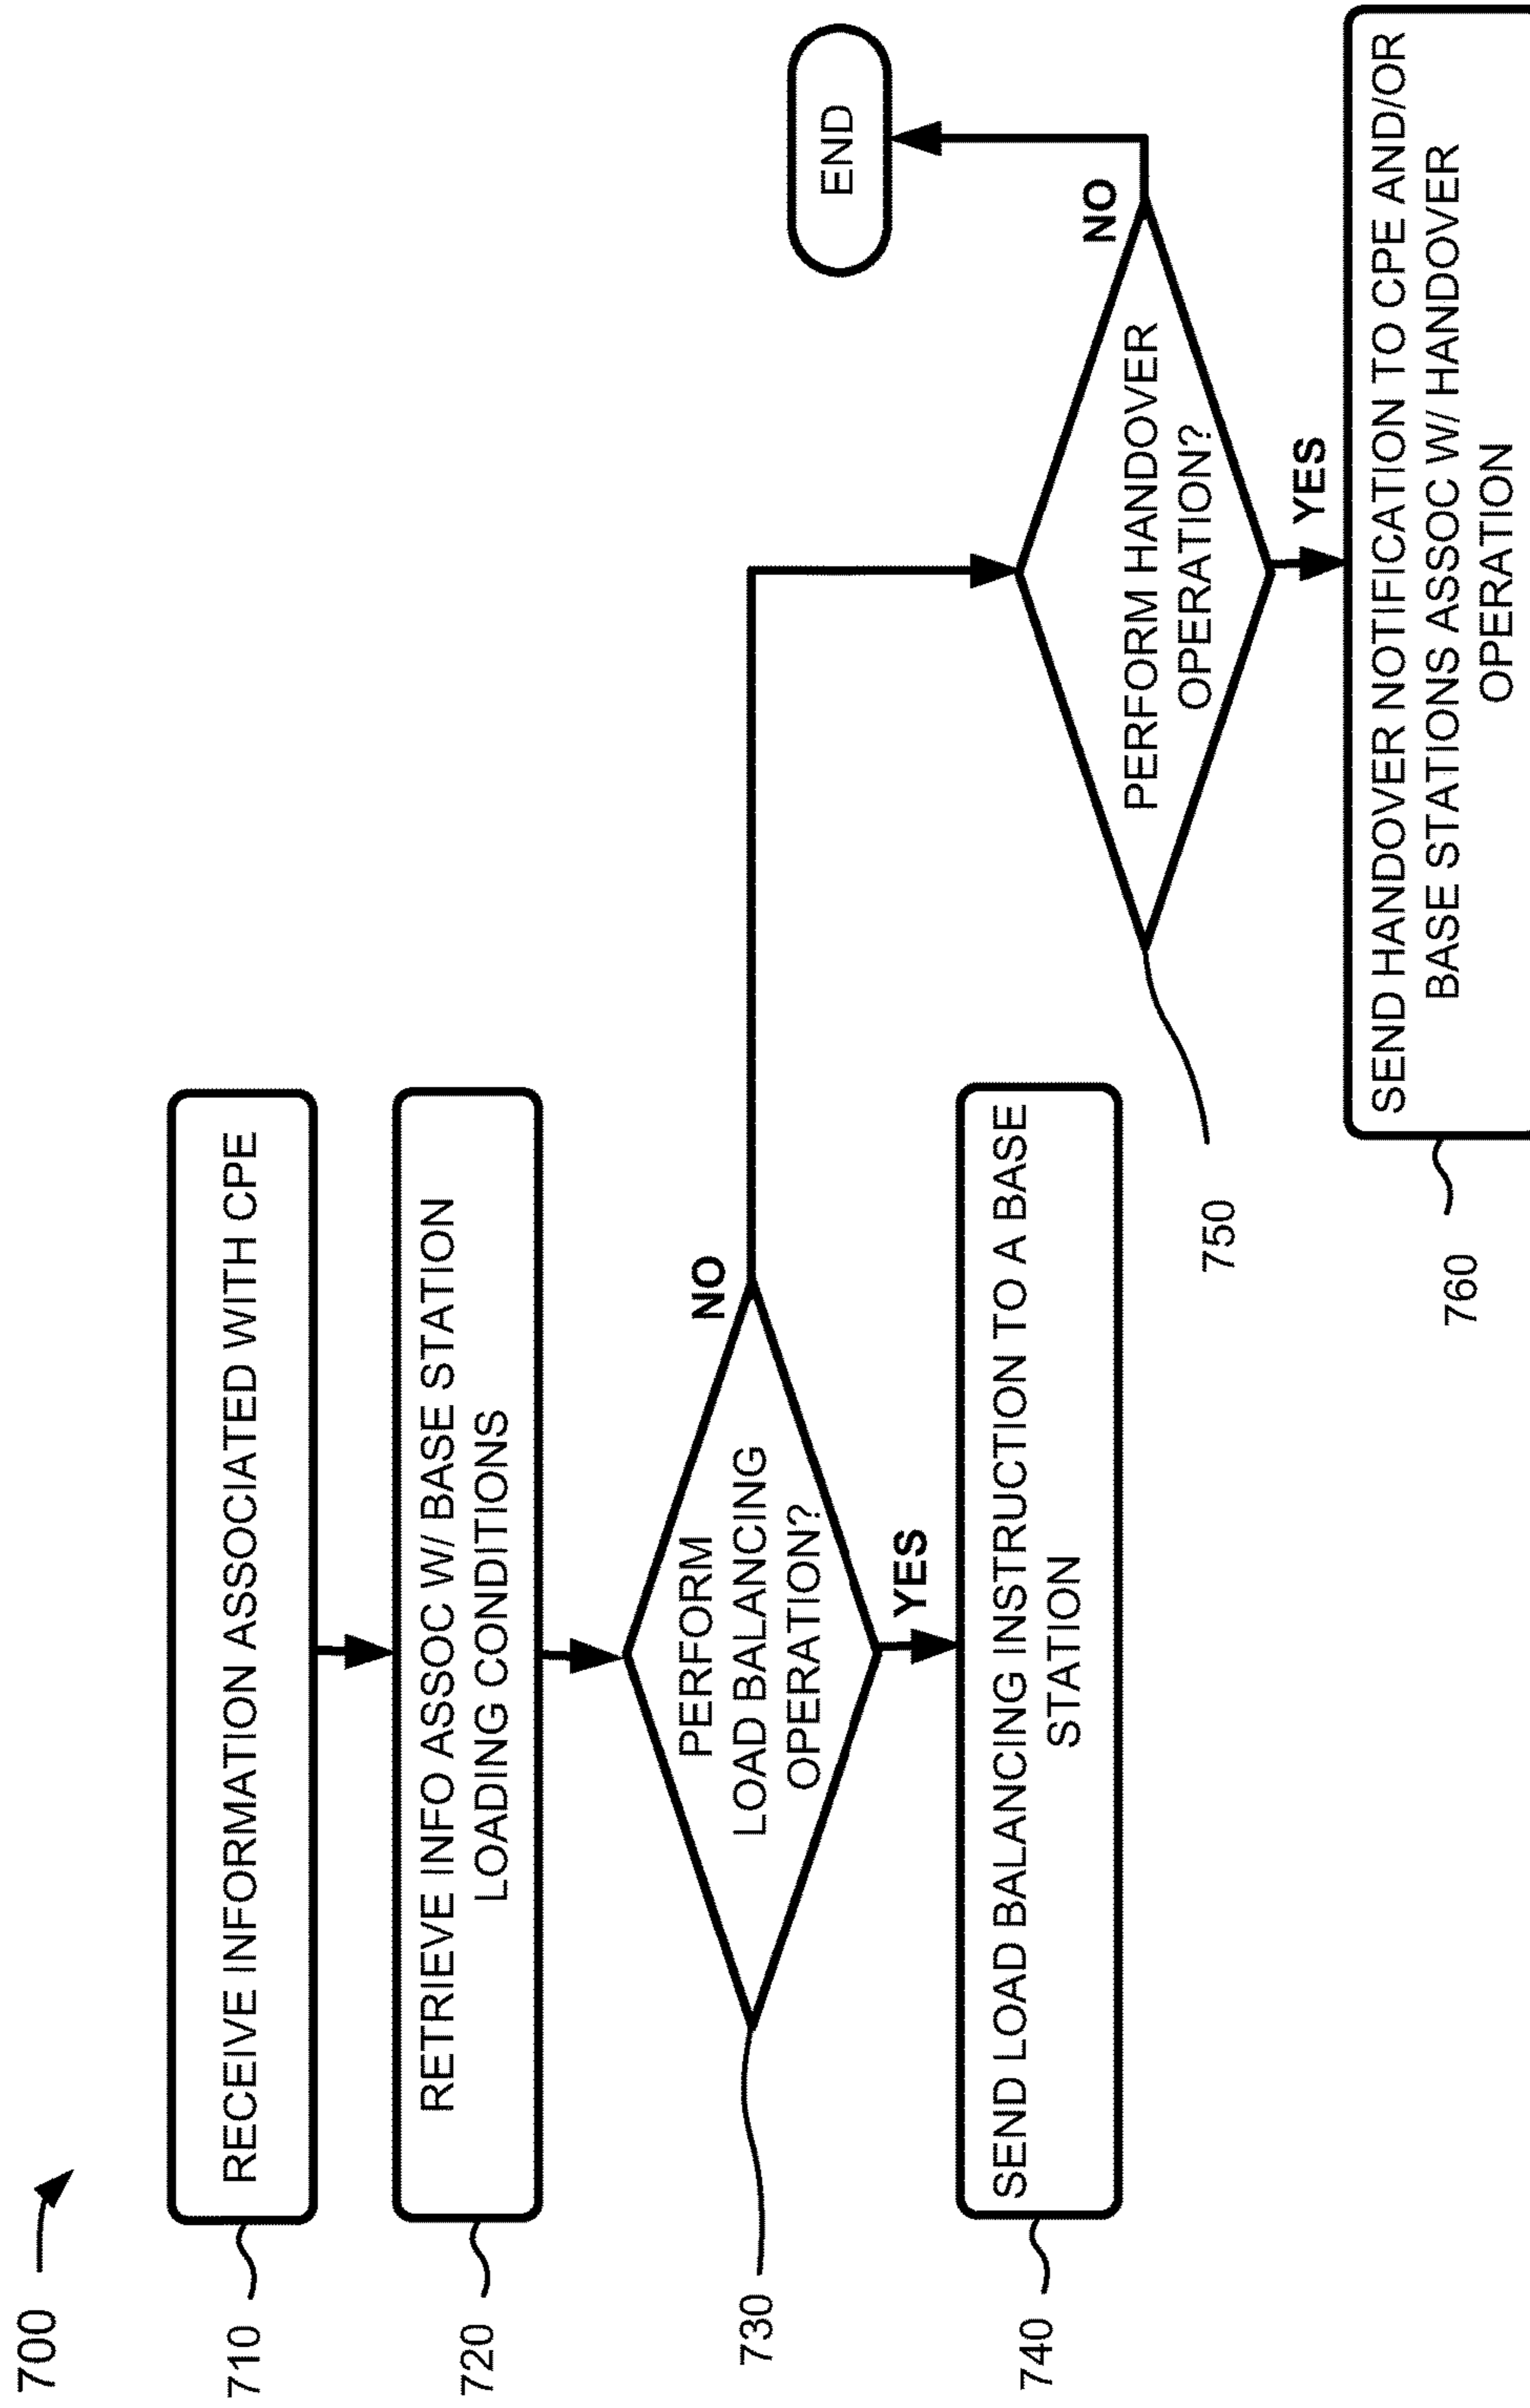 700
710
RECEIVE INFORMATION ASSOCIATED WITH CPE
720
RETRIEVE INFO ASSOC W/ BASE STATION
LOADING CONDITIONS
730
PERFORM
LOAD BALANCING
OPERATION?
NO
YES
740
SEND LOAD BALANCING INSTRUCTION TO A BASE
STATION
750
PERFORM HANDOVER
OPERATION?
NO
END
YES
760
SEND HANDOVER NOTIFICATION TO CPE AND/OR
BASE STATIONS ASSOC W/ HANDOVER
OPERATION